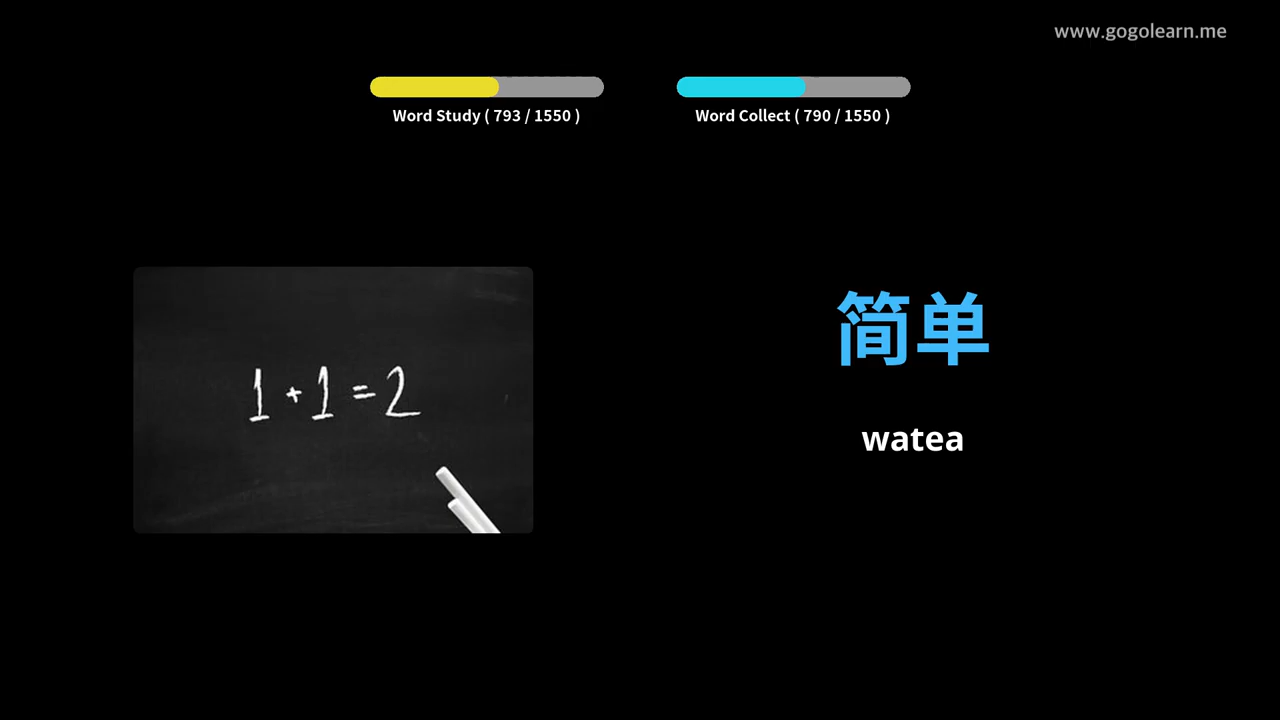 www.gogolearn.me
Word Study ( 793 / 1550 )
Word Collect ( 790 / 1550 )
1 + 1 = 2
简单
watea